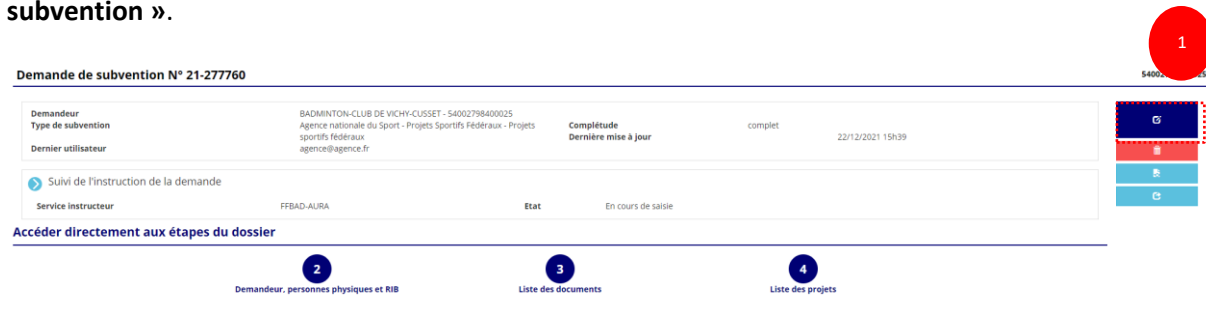 subvention ».
1
Demande de subvention N° 21-277760
Demandeur BADMINTON-CLUB DE VICHY-CUSSET - 54002798400025
Type de subvention Agence nationale du Sport - Projets Sportifs Fédéraux - Projets sportifs fédéraux Complétude complet
Dernière mise à jour 22/12/2021 15h39
Dernier utilisateur agence@agence.fr
Suivi de l'instruction de la demande
Service instructeur FFBAD-AURA Etat En cours de saisie
Accéder directement aux étapes du dossier
2 3 4
Demandeur, personnes physiques et RIB Liste des documents Liste des projets